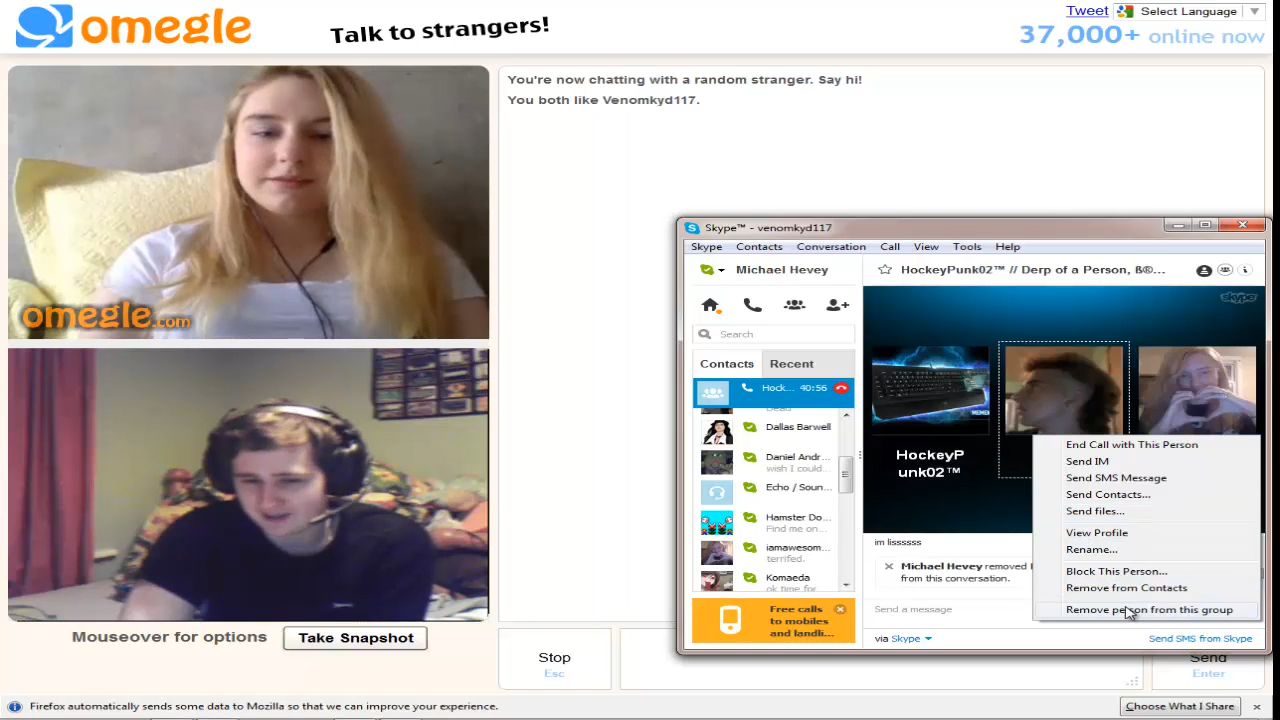 omegle
Talk to strangers!
Tweet
Select Language
37,000+ online now
omegle.com
You're now chatting with a random stranger. Say hi!
You both like Venomkyd117.
Skype™ - venomkyd117
Skype Contacts Conversation Call View Tools Help
Michael Hevey
HockeyPunk02™ // Derp of a Person, ß®...
skype
Search
Contacts Recent
Hock... 40:56
Dead
Dallas Barwell
Daniel Andr...
wish I could...
Echo / Soun...
Hamster Do...
Find me on...
iamawesom...
terrifed.
Komaeda
ok time for
Free calls
to mobiles
and landli...
HockeyP
unk02™
End Call with This Person
Send IM
Send SMS Message
Send Contacts...
Send files...
View Profile
Rename...
Block This Person...
Remove from Contacts
Remove person from this group
im lissssss
Michael Hevey removed
from this conversation.
Send a message
via Skype
Send SMS from Skype
Mouseover for options
Take Snapshot
Stop
Esc
Send
Enter
Firefox automatically sends some data to Mozilla so that we can improve your experience.
Choose What I Share